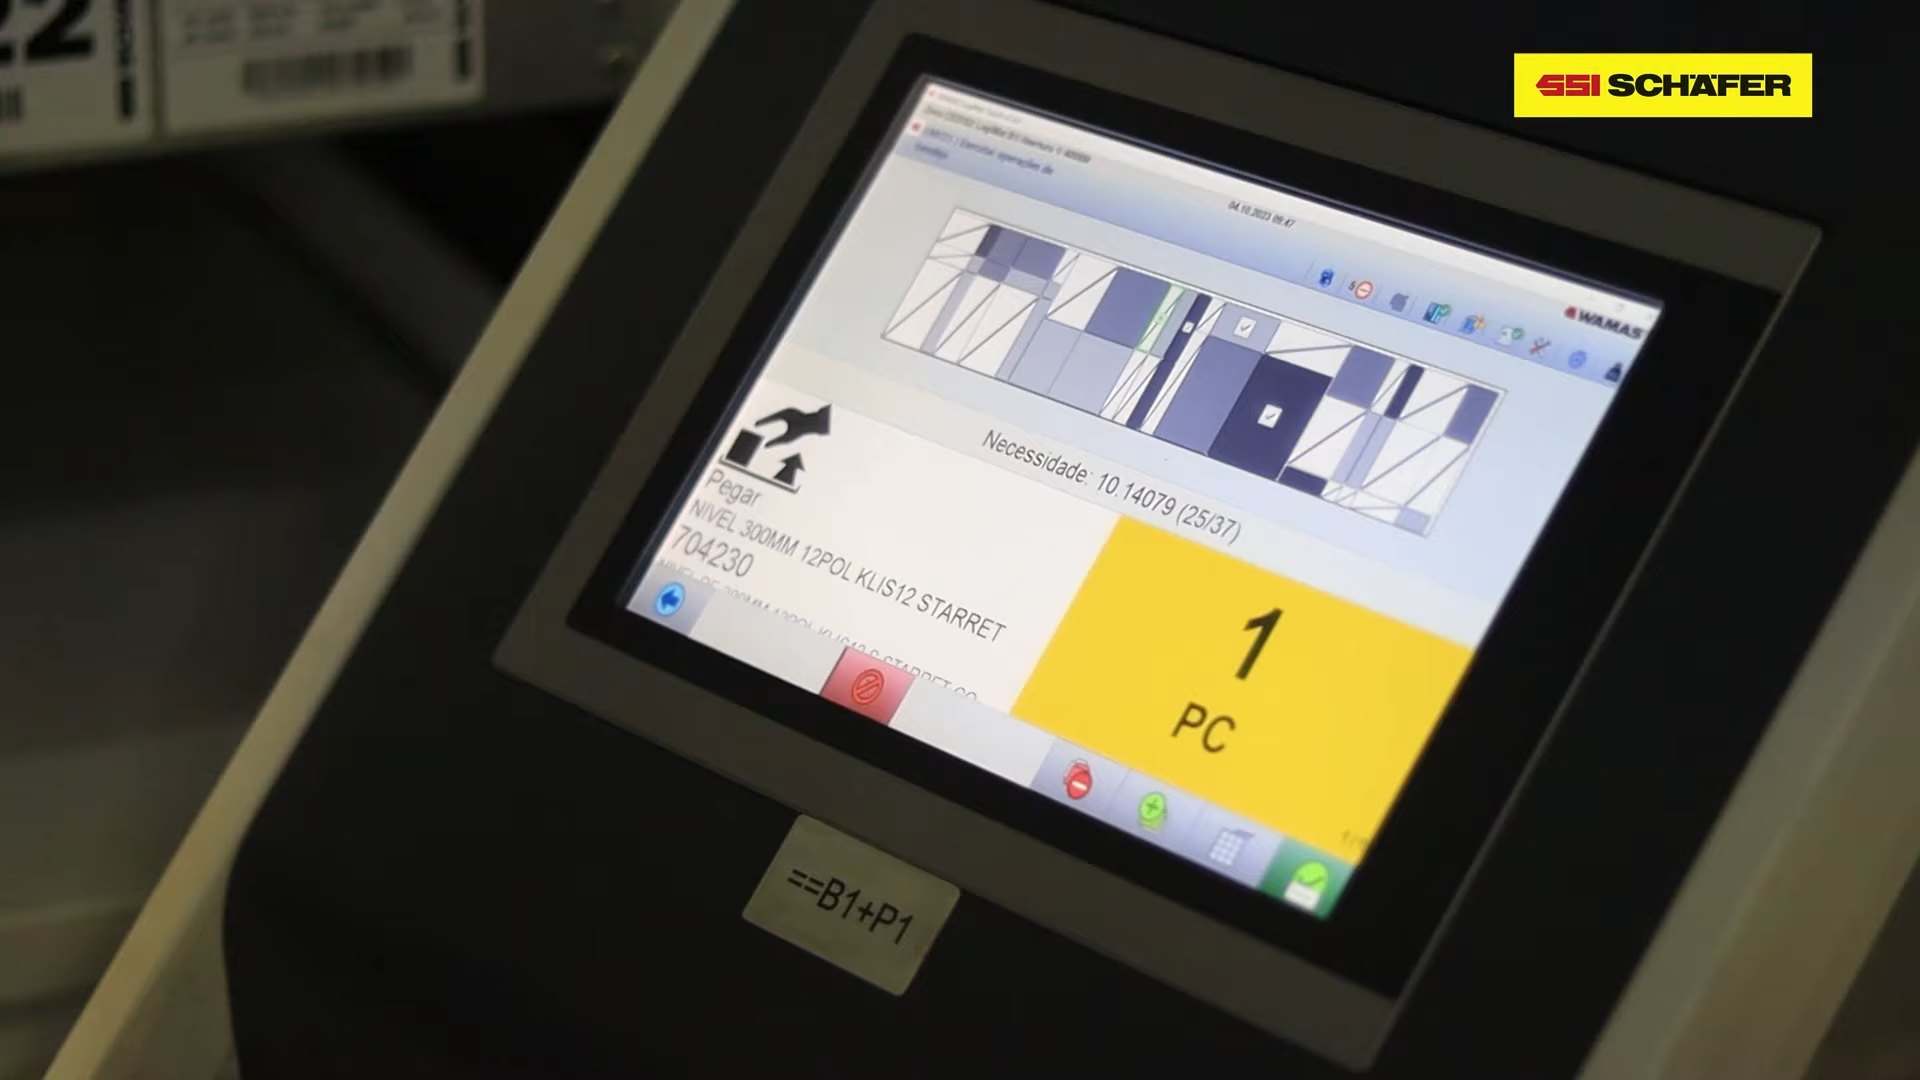 22
SSI SCHÄFER
04.10.2023 09:47
WAMAS
Necessidade: 10.14079 (25/37)
Pegar
NIVEL 300MM 12POL KLIS12 STARRET
704230
1
PC
==B1+P1